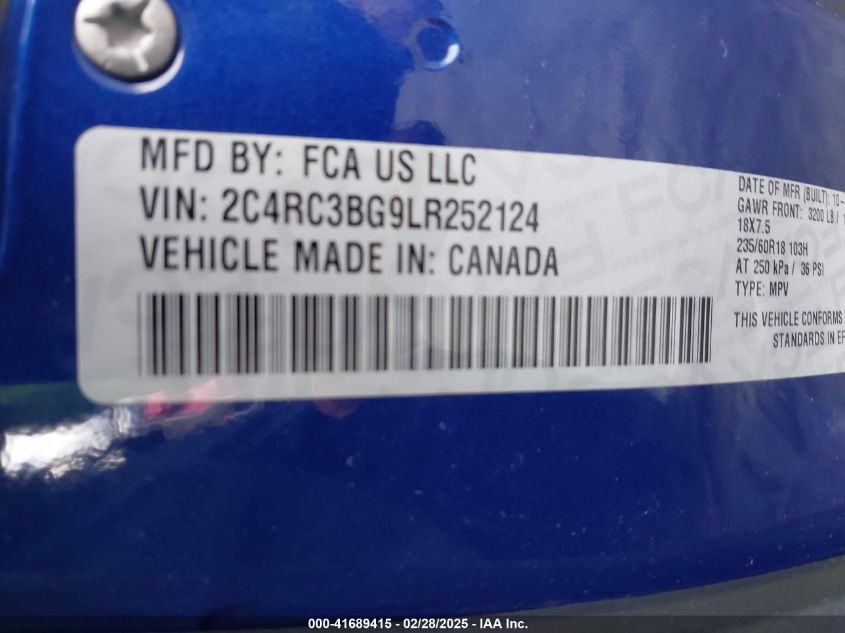 MFD BY: FCA US LLC
VIN: 2C4RC3BG9LR252124
VEHICLE MADE IN: CANADA
DATE OF MFR (BUILT): 10-
GAWR FRONT: 3200 LB / 1
18X7.5
235/60R18 103H
AT 250 kPa / 36 PSI
TYPE: MPV
THIS VEHICLE CONFORMS
STANDARDS IN EF
000-41689415 - 02/28/2025 - IAA Inc.